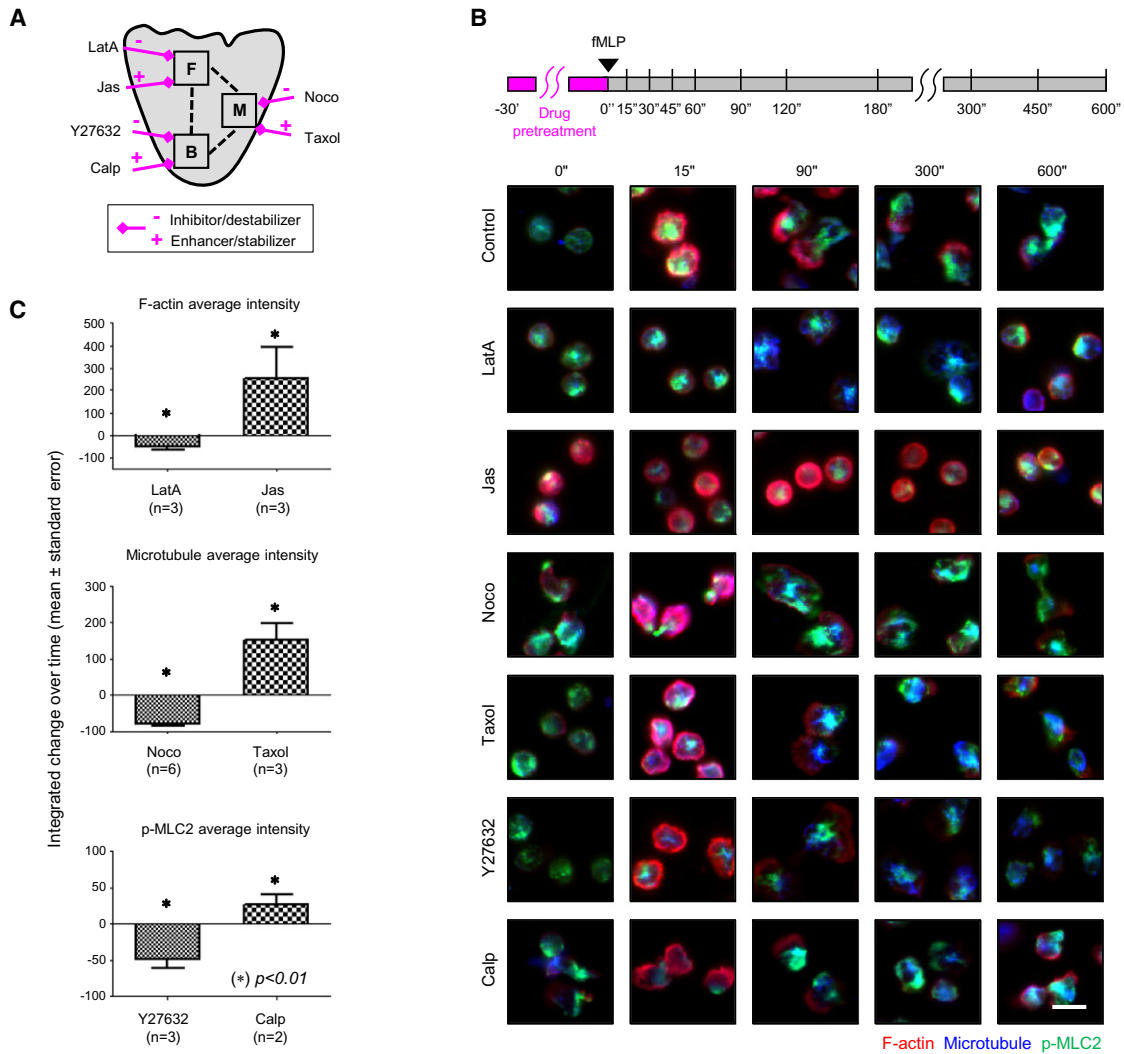 A
LatA
-
F
Jas
+
M
-
Noco
+
Taxol
Y27632
-
B
Calp
+
- Inhibitor/destabilizer
+ Enhancer/stabilizer
B
fMLP
-30' 0'' 15'' 30'' 45'' 60'' 90'' 120'' 180'' 300'' 450'' 600''
Drug
pretreatment
0" 15" 90" 300" 600"
Control
LatA
Jas
Noco
Taxol
Y27632
Calp
F-actin Microtubule p-MLC2
C
Integrated change over time (mean ± standard error)
F-actin average intensity
500
400
300
200
100
0
-100
* *
LatA Jas
(n=3) (n=3)
Microtubule average intensity
300
200
100
0
-100
* *
Noco Taxol
(n=6) (n=3)
p-MLC2 average intensity
100
50
0
-50
-100
* *
(*) p<0.01
Y27632 Calp
(n=3) (n=2)